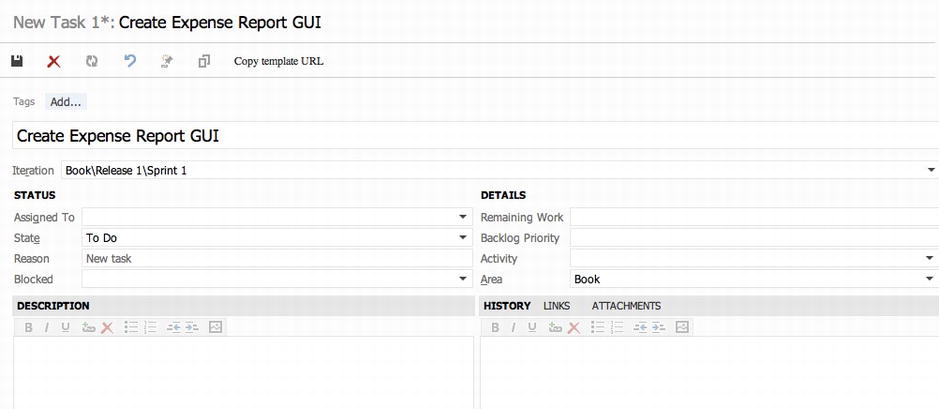 New Task 1*: Create Expense Report GUI
Copy template URL
Tags Add...
Create Expense Report GUI
Iteration Book\Release 1\Sprint 1
STATUS
Assigned To
State To Do
Reason New task
Blocked
DETAILS
Remaining Work
Backlog Priority
Activity
Area Book
DESCRIPTION
B I U
HISTORY LINKS ATTACHMENTS
B I U